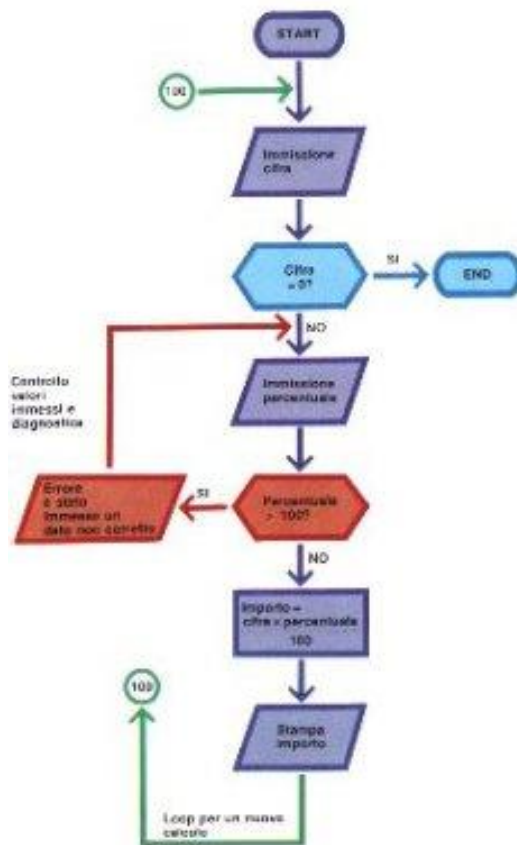 START
100
Immissione
cifra
Cifra
= 0?
SI
END
NO
Immissione
percentuale
Controllo
valori
immessi e
diagnostica
Errore
è stato
Immesso un
dato non corretto
SI
Percentuale
> 100?
NO
Importo =
cifra × percentuale
100
100
Stampa
importo
Loop per un nuovo
calcolo